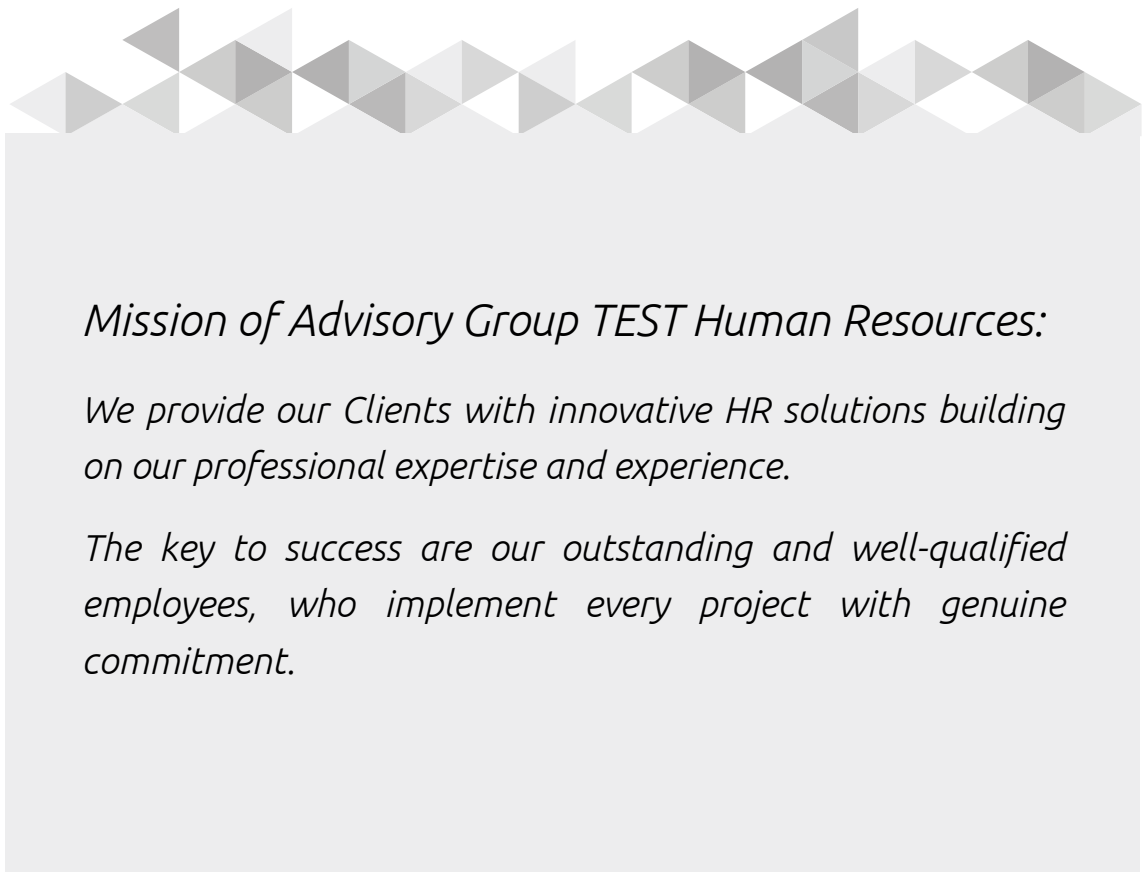 Mission of Advisory Group TEST Human Resources:
We provide our Clients with innovative HR solutions building
on our professional expertise and experience.
The key to success are our outstanding and well-qualified
employees, who implement every project with genuine
commitment.